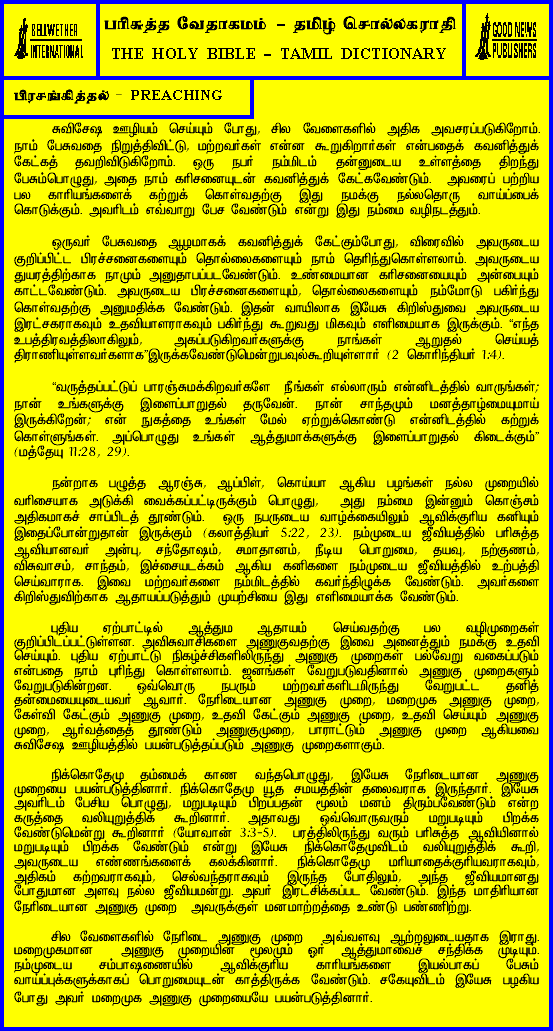 BELLWETHER
INTERNATIONAL
பரிசுத்த வேதாகமம் - தமிழ் சொல்லகராதி
THE HOLY BIBLE - TAMIL DICTIONARY
GOOD NEWS
PUBLISHERS
பிரசங்கித்தல் - PREACHING
சுவிசேஷ ஊழியம் செய்யும் போது, சில வேளைகளில் அதிக அவசரப்படுகிறோம்.
நாம் பேசுவதை நிறுத்திவிட்டு, மற்றவர்கள் என்ன கூறுகிறார்கள் என்பதைக் கவனித்துக்
கேட்கத் தவறிவிடுகிறோம். ஒரு நபர் நம்மிடம் தன்னுடைய உள்ளத்தை திறந்து
பேசும்பொழுது, அதை நாம் கரிசனையுடன் கவனித்துக் கேட்கவேண்டும். அவரைப் பற்றிய
பல காரியங்களைக் கற்றுக் கொள்வதற்கு இது நமக்கு நல்லதொரு வாய்ப்பைக்
கொடுக்கும். அவரிடம் எவ்வாறு பேச வேண்டும் என்று இது நம்மை வழிநடத்தும்.
ஒருவர் பேசுவதை ஆழமாகக் கவனித்துக் கேட்கும்போது, விரைவில் அவருடைய
குறிப்பிட்ட பிரச்சனைகளையும் தொல்லைகளையும் நாம் தெரிந்துகொள்ளலாம். அவருடைய
துயரத்திற்காக நாமும் அனுதாபப்படவேண்டும். உண்மையான கரிசனையையும் அன்பையும்
காட்டவேண்டும். அவருடைய பிரச்சனைகளையும், தொல்லைகளையும் நம்மோடு பகிர்ந்து
கொள்வதற்கு அனுமதிக்க வேண்டும். இதன் வாயிலாக இயேசு கிறிஸ்துவை அவருடைய
இரட்சகராகவும் உதவியாளராகவும் பகிர்ந்து கூறுவது மிகவும் எளிமையாக இருக்கும். “எந்த
உபத்திரவத்திலாகிலும், அகப்படுகிறவர்களுக்கு நாங்கள் ஆறுதல் செய்யத்
திராணியுள்ளவர்களாக”இருக்கவேண்டுமென்றுபவுல்கூறியுள்ளார் (2 கொரிந்தியர் 1:4).
“வருத்தப்பட்டுப் பாரஞ்சுமக்கிறவர்களே நீங்கள் எல்லாரும் என்னிடத்தில் வாருங்கள்;
நான் உங்களுக்கு இளைப்பாறுதல் தருவேன். நான் சாந்தமும் மனத்தாழ்மையுமாய்
இருக்கிறேன்; என் நுகத்தை உங்கள் மேல் ஏற்றுக்கொண்டு என்னிடத்தில் கற்றுக்
கொள்ளுங்கள். அப்பொழுது உங்கள் ஆத்துமாக்களுக்கு இளைப்பாறுதல் கிடைக்கும்”
(மத்தேயு 11:28, 29).
நன்றாக பழுத்த ஆரஞ்சு, ஆப்பிள், கொய்யா ஆகிய பழங்கள் நல்ல முறையில்
வரிசையாக அடுக்கி வைக்கப்பட்டிருக்கும் பொழுது, அது நம்மை இன்னும் கொஞ்சம்
அதிகமாகச் சாப்பிடத் தூண்டும். ஒரு நபருடைய வாழ்க்கையிலும் ஆவிக்குரிய கனியும்
இதைப்போன்றுதான் இருக்கும் (கலாத்தியர் 5:22, 23). நம்முடைய ஜீவியத்தில் பரிசுத்த
ஆவியானவர் அன்பு, சந்தோஷம், சமாதானம், நீடிய பொறுமை, தயவு, நற்குணம்,
விசுவாசம், சாந்தம், இச்சையடக்கம் ஆகிய கனிகளை நம்முடைய ஜீவியத்தில் உற்பத்தி
செய்வாராக. இவை மற்றவர்களை நம்மிடத்தில் கவர்ந்திழுக்க வேண்டும். அவர்களை
கிறிஸ்துவிற்காக ஆதாயப்படுத்தும் முயற்சியை இது எளிமையாக்க வேண்டும்.
புதிய ஏற்பாட்டில் ஆத்தும ஆதாயம் செய்வதற்கு பல வழிமுறைகள்
குறிப்பிடப்பட்டுள்ளன. அவிசுவாசிகளை அணுகுவதற்கு இவை அனைத்தும் நமக்கு உதவி
செய்யும். புதிய ஏற்பாட்டு நிகழ்ச்சிகளிலிருந்து அணுகு முறைகள் பல்வேறு வகைப்படும்
என்பதை நாம் புரிந்து கொள்ளலாம். ஜனங்கள் வேறுபடுவதினால் அணுகு முறைகளும்
வேறுபடுகின்றன. ஒவ்வொரு நபரும் மற்றவர்களிடமிருந்து வேறுபட்ட தனித்
தன்மையையுடையவர் ஆவார். நேரிடையான அணுகு முறை, மறைமுக அணுகு முறை,
கேள்வி கேட்கும் அணுகு முறை, உதவி கேட்கும் அணுகு முறை, உதவி செய்யும் அணுகு
முறை, ஆர்வத்தைத் தூண்டும் அணுகுமுறை, பாராட்டும் அணுகு முறை ஆகியவை
சுவிசேஷ ஊழியத்தில் பயன்படுத்தப்படும் அணுகு முறைகளாகும்.
நிக்கொதேமு தம்மைக் காண வந்தபொழுது, இயேசு நேரிடையான அணுகு
முறையை பயன்படுத்தினார். நிக்கொதேமு யூத சமயத்தின் தலைவராக இருந்தார். இயேசு
அவரிடம் பேசிய பொழுது, மறுபடியும் பிறப்பதன் மூலம் மனம் திரும்பவேண்டும் என்ற
கருத்தை வலியுறுத்திக் கூறினார். அதாவது ஒவ்வொருவரும் மறுபடியும் பிறக்க
வேண்டுமென்று கூறினார் (யோவான் 3:3-5). பரத்திலிருந்து வரும் பரிசுத்த ஆவியினால்
மறுபடியும் பிறக்க வேண்டும் என்று இயேசு நிக்கொதேமுவிடம் வலியுறுத்திக் கூறி,
அவருடைய எண்ணங்களைக் கலக்கினார். நிக்கொதேமு மரியாதைக்குரியவராகவும்,
அதிகம் கற்றவராகவும், செல்வந்தராகவும் இருந்த போதிலும், அந்த ஜீவியமானது
போதுமான அளவு நல்ல ஜீவியமன்று. அவர் இரட்சிக்கப்பட வேண்டும். இந்த மாதிரியான
நேரிடையான அணுகு முறை அவருக்குள் மனமாற்றத்தை உண்டு பண்ணிற்று.
சில வேளைகளில் நேரிடை அணுகு முறை அவ்வளவு ஆற்றலுடையதாக இராது.
மறைமுகமான அணுகு முறையின் மூலமும் ஓர் ஆத்துமாவைச் சந்திக்க முடியும்.
நம்முடைய சம்பாஷணையில் ஆவிக்குரிய காரியங்களை இயல்பாகப் பேசும்
வாய்ப்புக்களுக்காகப் பொறுமையுடன் காத்திருக்க வேண்டும். சகேயுவிடம் இயேசு பழகிய
போது அவர் மறைமுக அணுகு முறையையே பயன்படுத்தினார்.